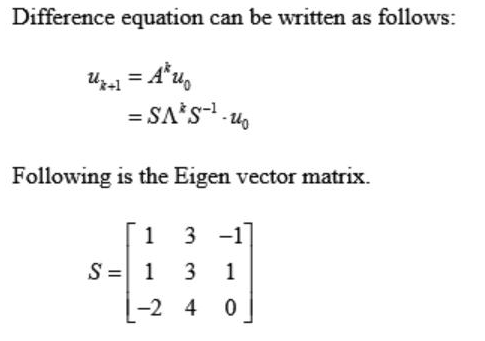 Difference equation can be written as follows:
u_{k+1} = A^k u_0
= SΛ^k S^{-1} · u_0
Following is the Eigen vector matrix.
S = [1 3 -1
1 3 1
-2 4 0]